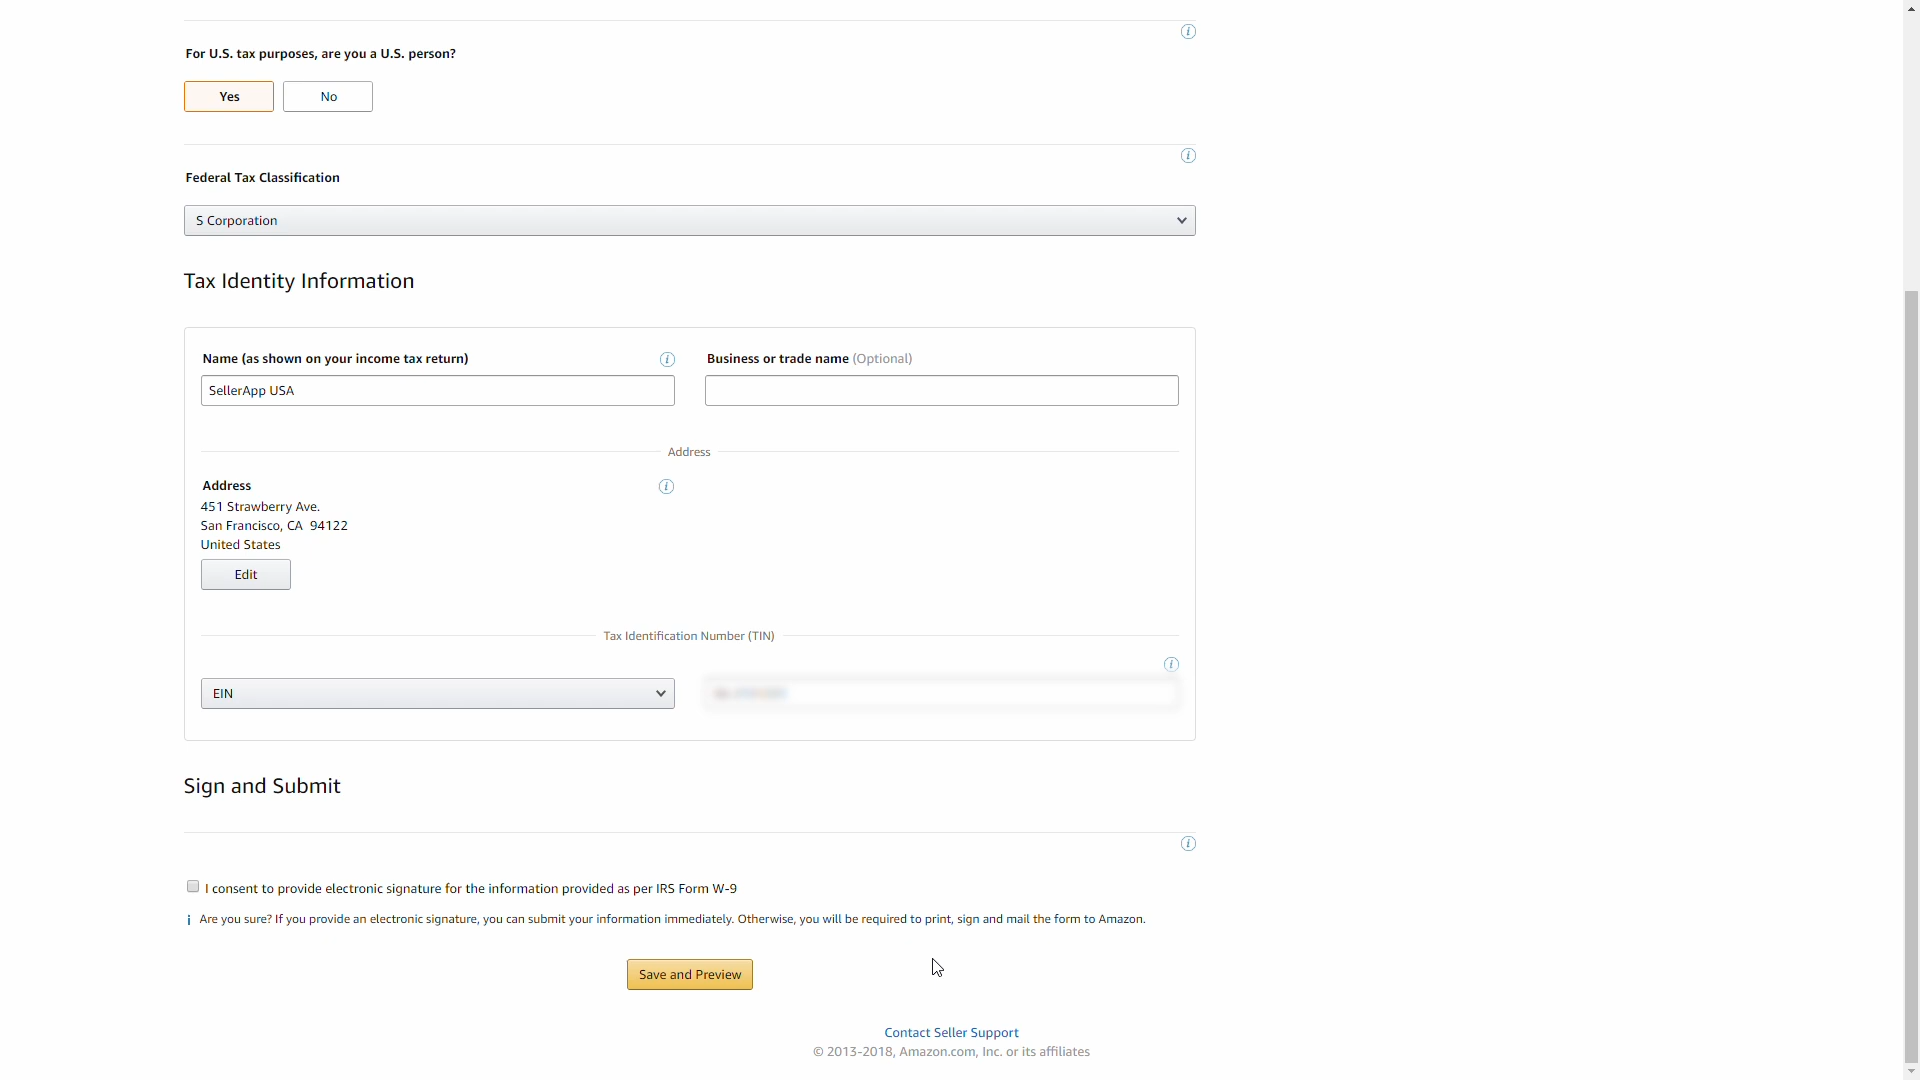 For U.S. tax purposes, are you a U.S. person?
Yes
No
Federal Tax Classification
S Corporation
Tax Identity Information
Name (as shown on your income tax return)
Business or trade name (Optional)
SellerApp USA
Address
Address
451 Strawberry Ave.
San Francisco, CA 94122
United States
Edit
Tax Identification Number (TIN)
EIN
Sign and Submit
I consent to provide electronic signature for the information provided as per IRS Form W-9
i Are you sure? If you provide an electronic signature, you can submit your information immediately. Otherwise, you will be required to print, sign and mail the form to Amazon.
Save and Preview
Contact Seller Support
© 2013-2018, Amazon.com, Inc. or its affiliates